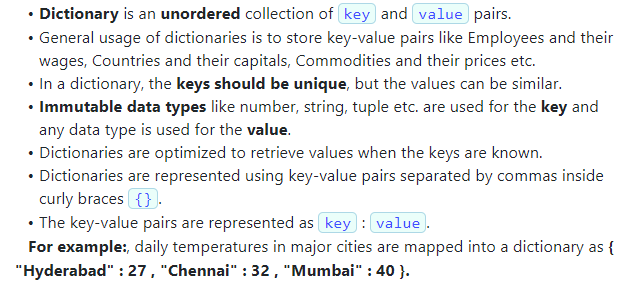 • Dictionary is an unordered collection of key and value pairs.
• General usage of dictionaries is to store key-value pairs like Employees and their
wages, Countries and their capitals, Commodities and their prices etc.
• In a dictionary, the keys should be unique, but the values can be similar.
• Immutable data types like number, string, tuple etc. are used for the key and
any data type is used for the value.
• Dictionaries are optimized to retrieve values when the keys are known.
• Dictionaries are represented using key-value pairs separated by commas inside
curly braces {}.
• The key-value pairs are represented as key : value.
For example:, daily temperatures in major cities are mapped into a dictionary as {
"Hyderabad" : 27 , "Chennai" : 32 , "Mumbai" : 40 }.